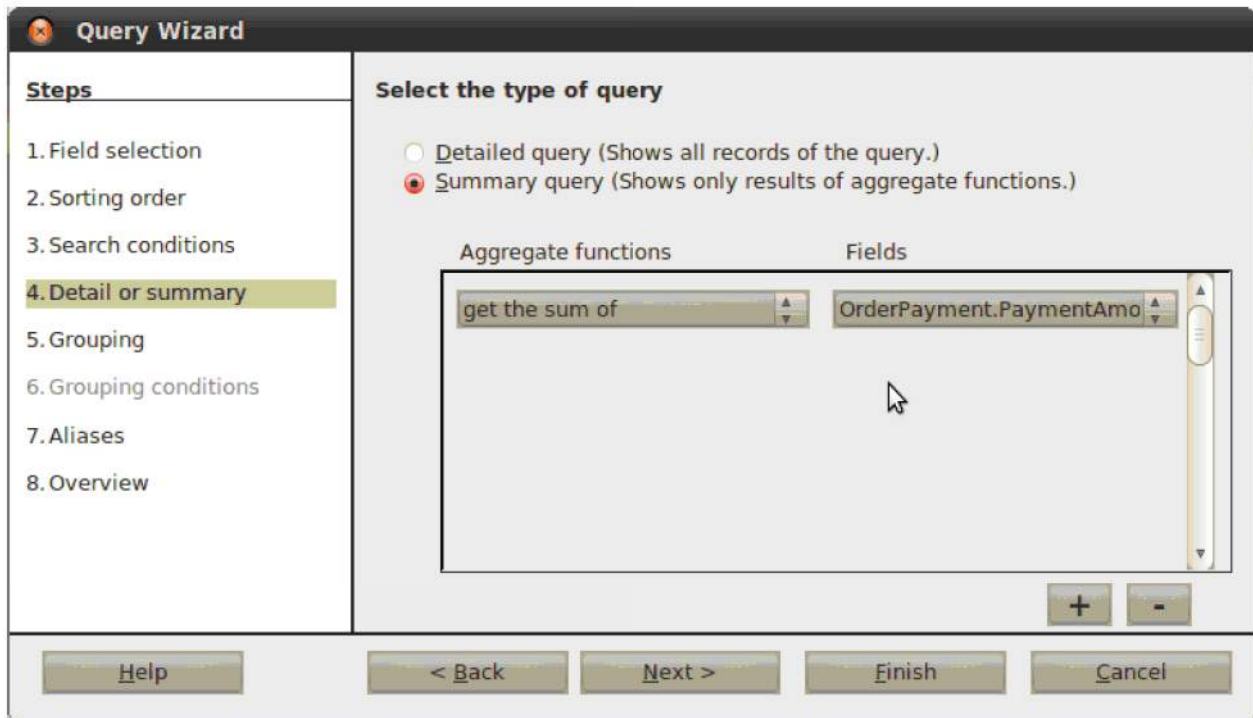 Query Wizard
Steps
1. Field selection
2. Sorting order
3. Search conditions
4. Detail or summary
5. Grouping
6. Grouping conditions
7. Aliases
8. Overview
Select the type of query
Detailed query (Shows all records of the query.)
Summary query (Shows only results of aggregate functions.)
Aggregate functions Fields
get the sum of OrderPayment.PaymentAmo
+ -
Help < Back Next > Finish Cancel